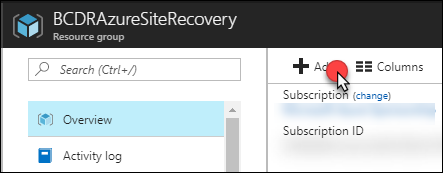 BCDRAzureSiteRecovery
Resource group
Search (Ctrl+/)
Columns
Subscription (change)
Overview
Subscription ID
Activity log